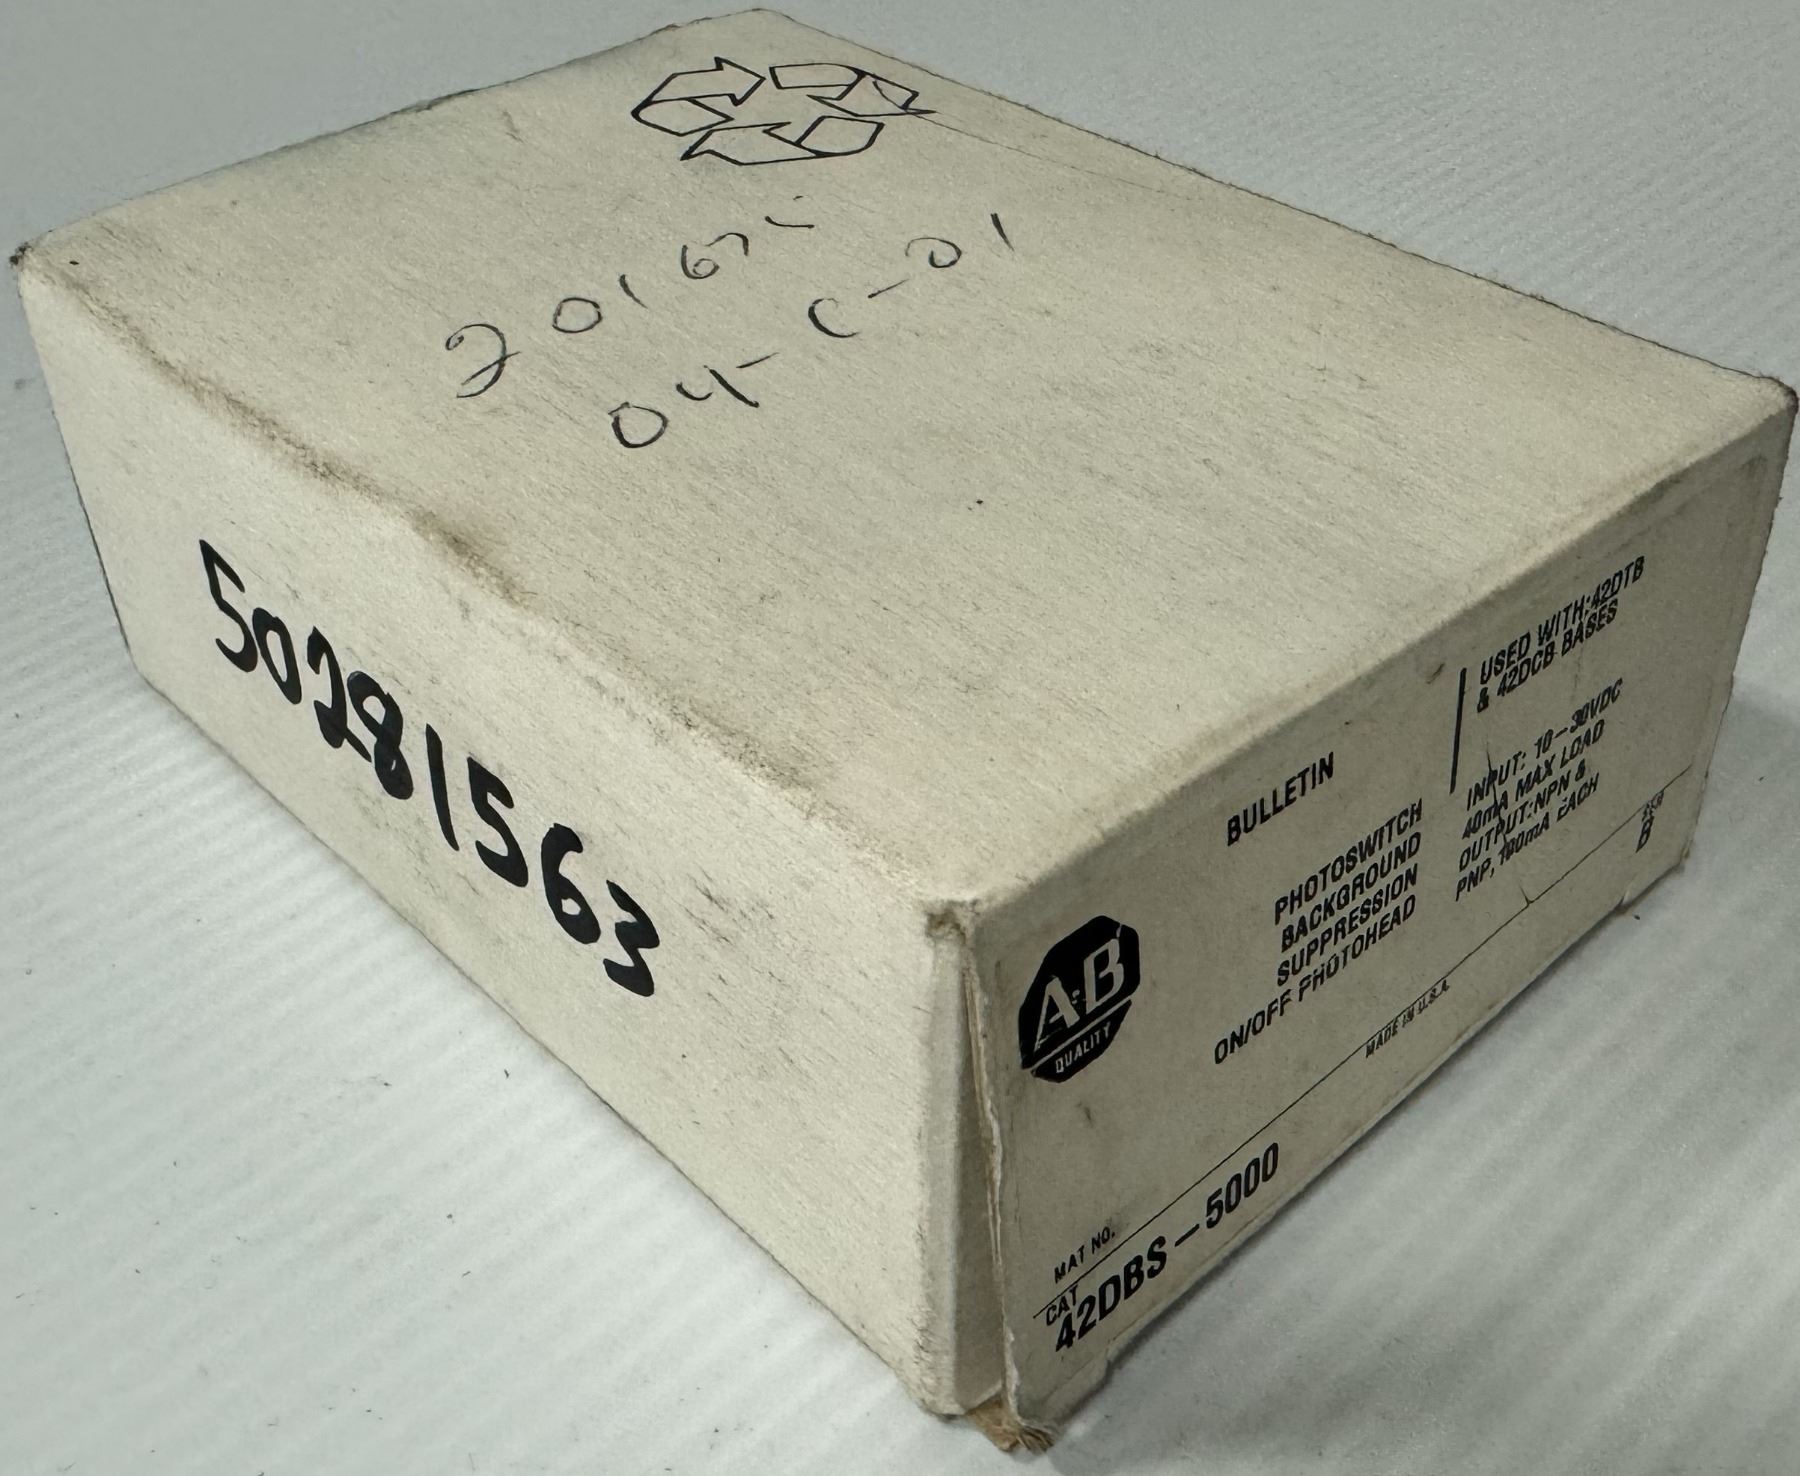 04-C-01
50281563
A-B
QUALITY
BULLETIN
PHOTOSWITCH
BACKGROUND
SUPPRESSION
ON/OFF PHOTOHEAD
USED WITH:42DTB
& 42DCB BASES
INPUT: 10-30VDC
40mA MAX LOAD
OUTPUT:NPN &
PNP, 100mA EACH
SER
B
MADE IN U.S.A.
MAT NO.
CAT
42DBS-5000